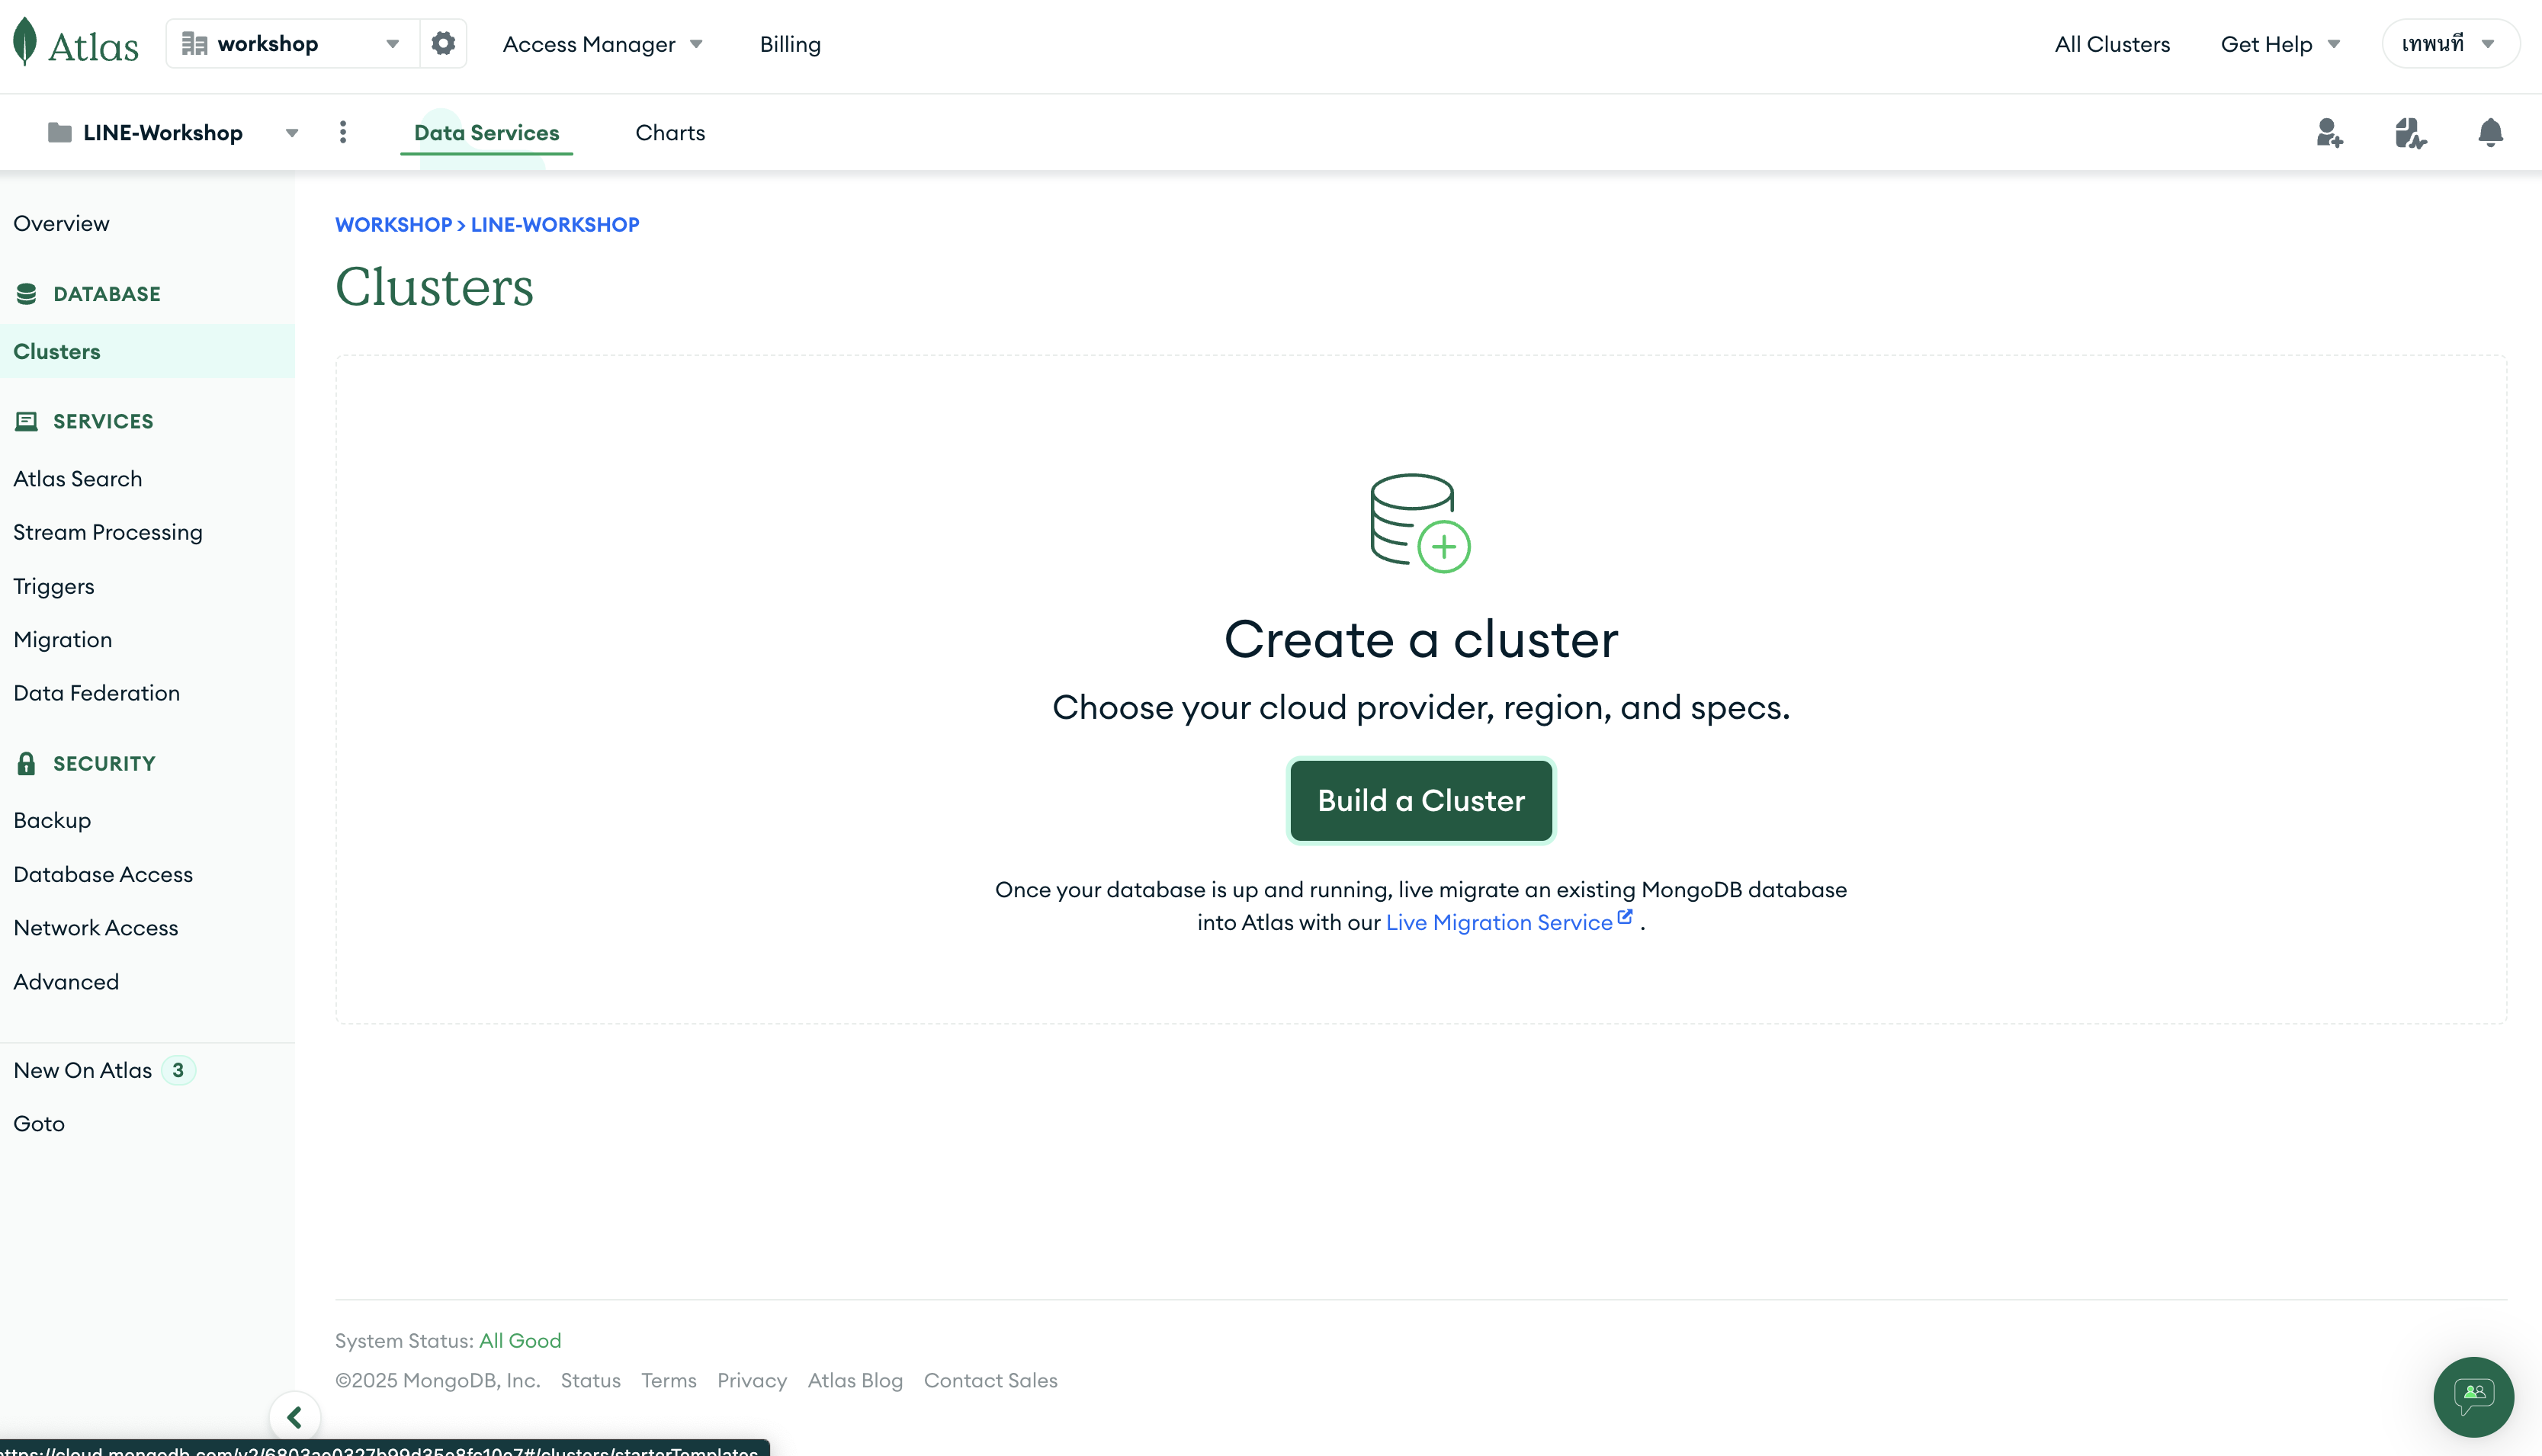 Atlas
workshop
Access Manager
Billing
All Clusters
Get Help
เทพนที
LINE-Workshop
Data Services
Charts
Overview
DATABASE
Clusters
SERVICES
Atlas Search
Stream Processing
Triggers
Migration
Data Federation
SECURITY
Backup
Database Access
Network Access
Advanced
New On Atlas 3
Goto
WORKSHOP > LINE-WORKSHOP
Clusters
Create a cluster
Choose your cloud provider, region, and specs.
Build a Cluster
Once your database is up and running, live migrate an existing MongoDB database
into Atlas with our Live Migration Service .
System Status: All Good
©2025 MongoDB, Inc. Status Terms Privacy Atlas Blog Contact Sales